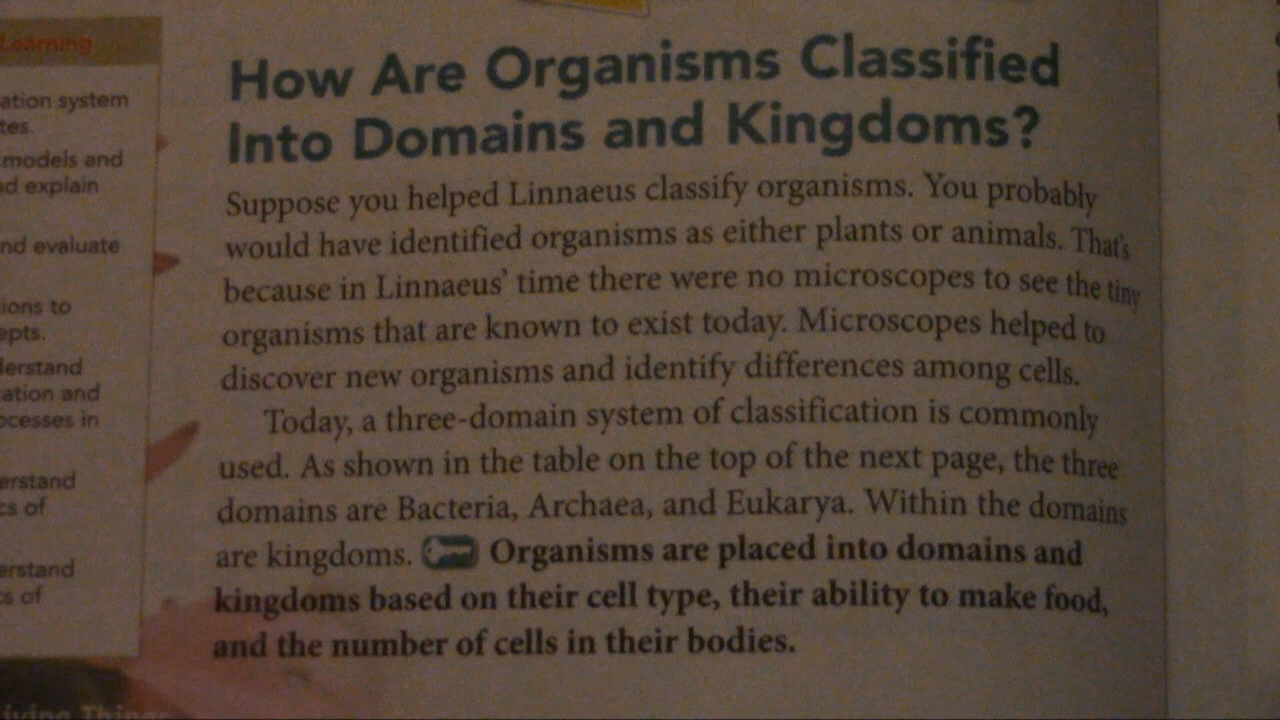 Learning
ation system
tes.
models and
d explain
nd evaluate
ions to
epts.
derstand
ation and
ocesses in
erstand
cs of
erstand
s of
iving Things
How Are Organisms Classified
Into Domains and Kingdoms?
Suppose you helped Linnaeus classify organisms. You probably
would have identified organisms as either plants or animals. That's
because in Linnaeus' time there were no microscopes to see the tiny
organisms that are known to exist today. Microscopes helped to
discover new organisms and identify differences among cells.
Today, a three-domain system of classification is commonly
used. As shown in the table on the top of the next page, the three
domains are Bacteria, Archaea, and Eukarya. Within the domains
are kingdoms. Organisms are placed into domains and
kingdoms based on their cell type, their ability to make food,
and the number of cells in their bodies.